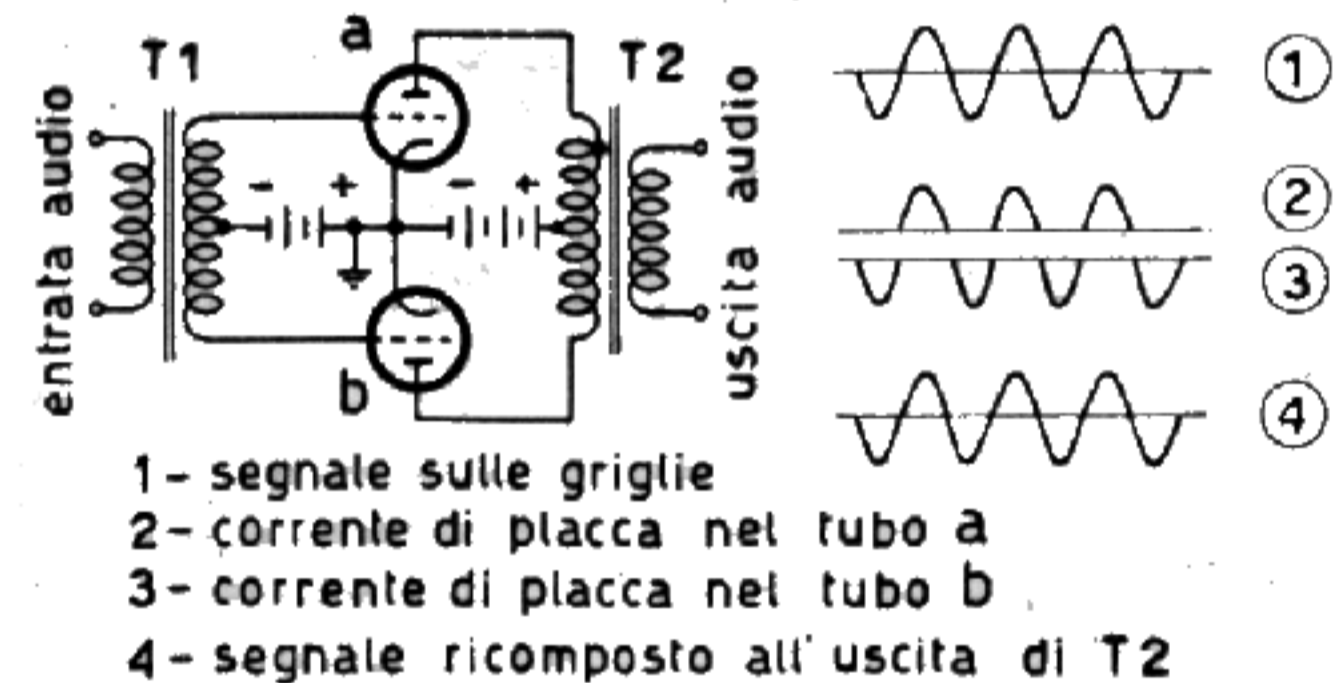 T1
a
T2
entrata audio
uscita audio
- +
- +
b
1
2
3
4
1- segnale sulle griglie
2- corrente di placca nel tubo a
3- corrente di placca nel tubo b
4- segnale ricomposto all' uscita di T2